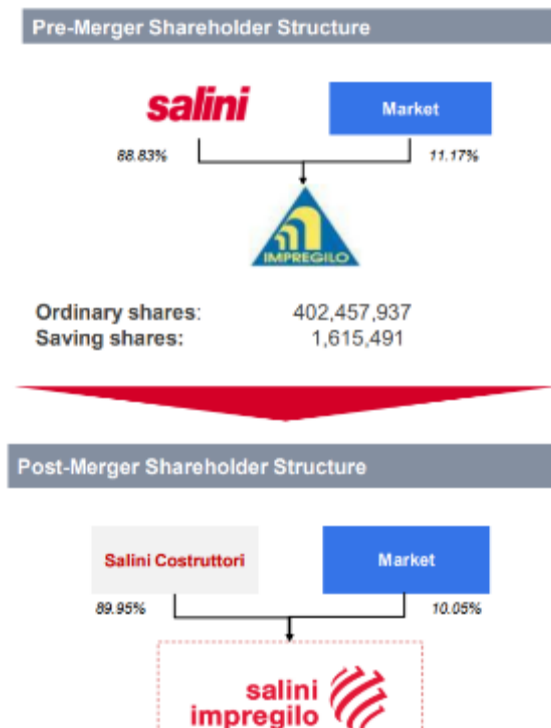 Pre-Merger Shareholder Structure
salini
Market
88.83%
11.17%
IMPREGILO
Ordinary shares: 402,457,937
Saving shares: 1,615,491
Post-Merger Shareholder Structure
Salini Costruttori
Market
89.95%
10.05%
salini
impregilo